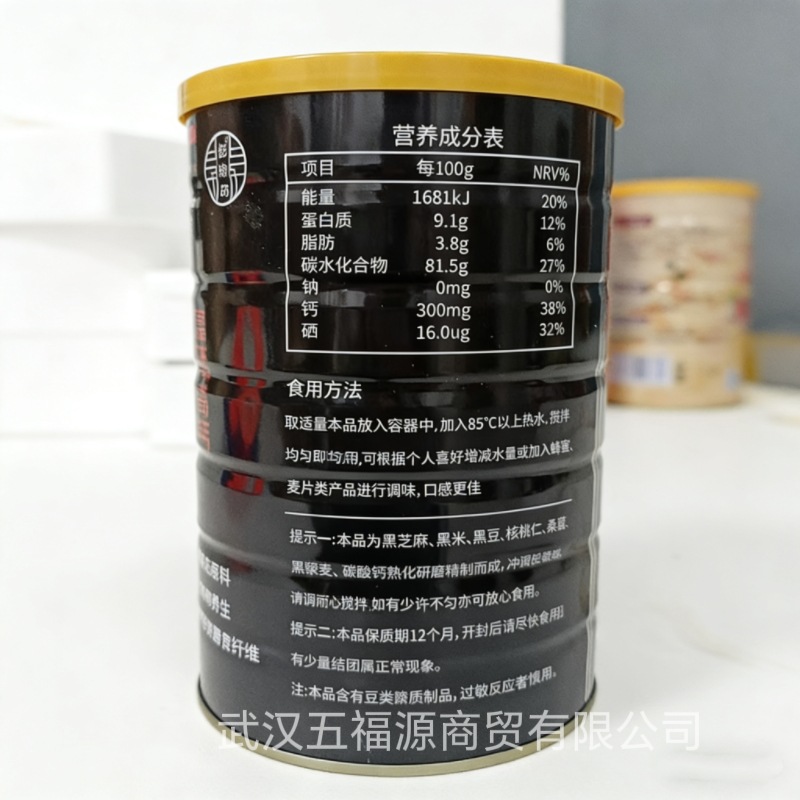 营养成分表
项目 每100g NRV%
能量 1681kJ 20%
蛋白质 9.1g 12%
脂肪 3.8g 6%
碳水化合物 81.5g 27%
钠 0mg 0%
钙 300mg 38%
硒 16.0ug 32%
食用方法
取适量本品放入容器中,加入85℃以上热水,搅拌
均匀即均用,可根据个人喜好增减水量或加入蜂蜜、
麦片类产品进行调味,口感更佳
提示一:本品为黑芝麻、黑米、黑豆、核桃仁、桑葚、
黑 麦、碳酸钙熟化研磨精制而成,冲调
请调而心搅拌,如有少许不匀亦可放心食用。
提示二:本品保质期12个月,开封后请尽快食用
有少量结团属正常现象。
注:本品含有豆类 质制品,过敏反应者慎用。
原料
养生
膳食纤维
武汉五福源商贸有限公司